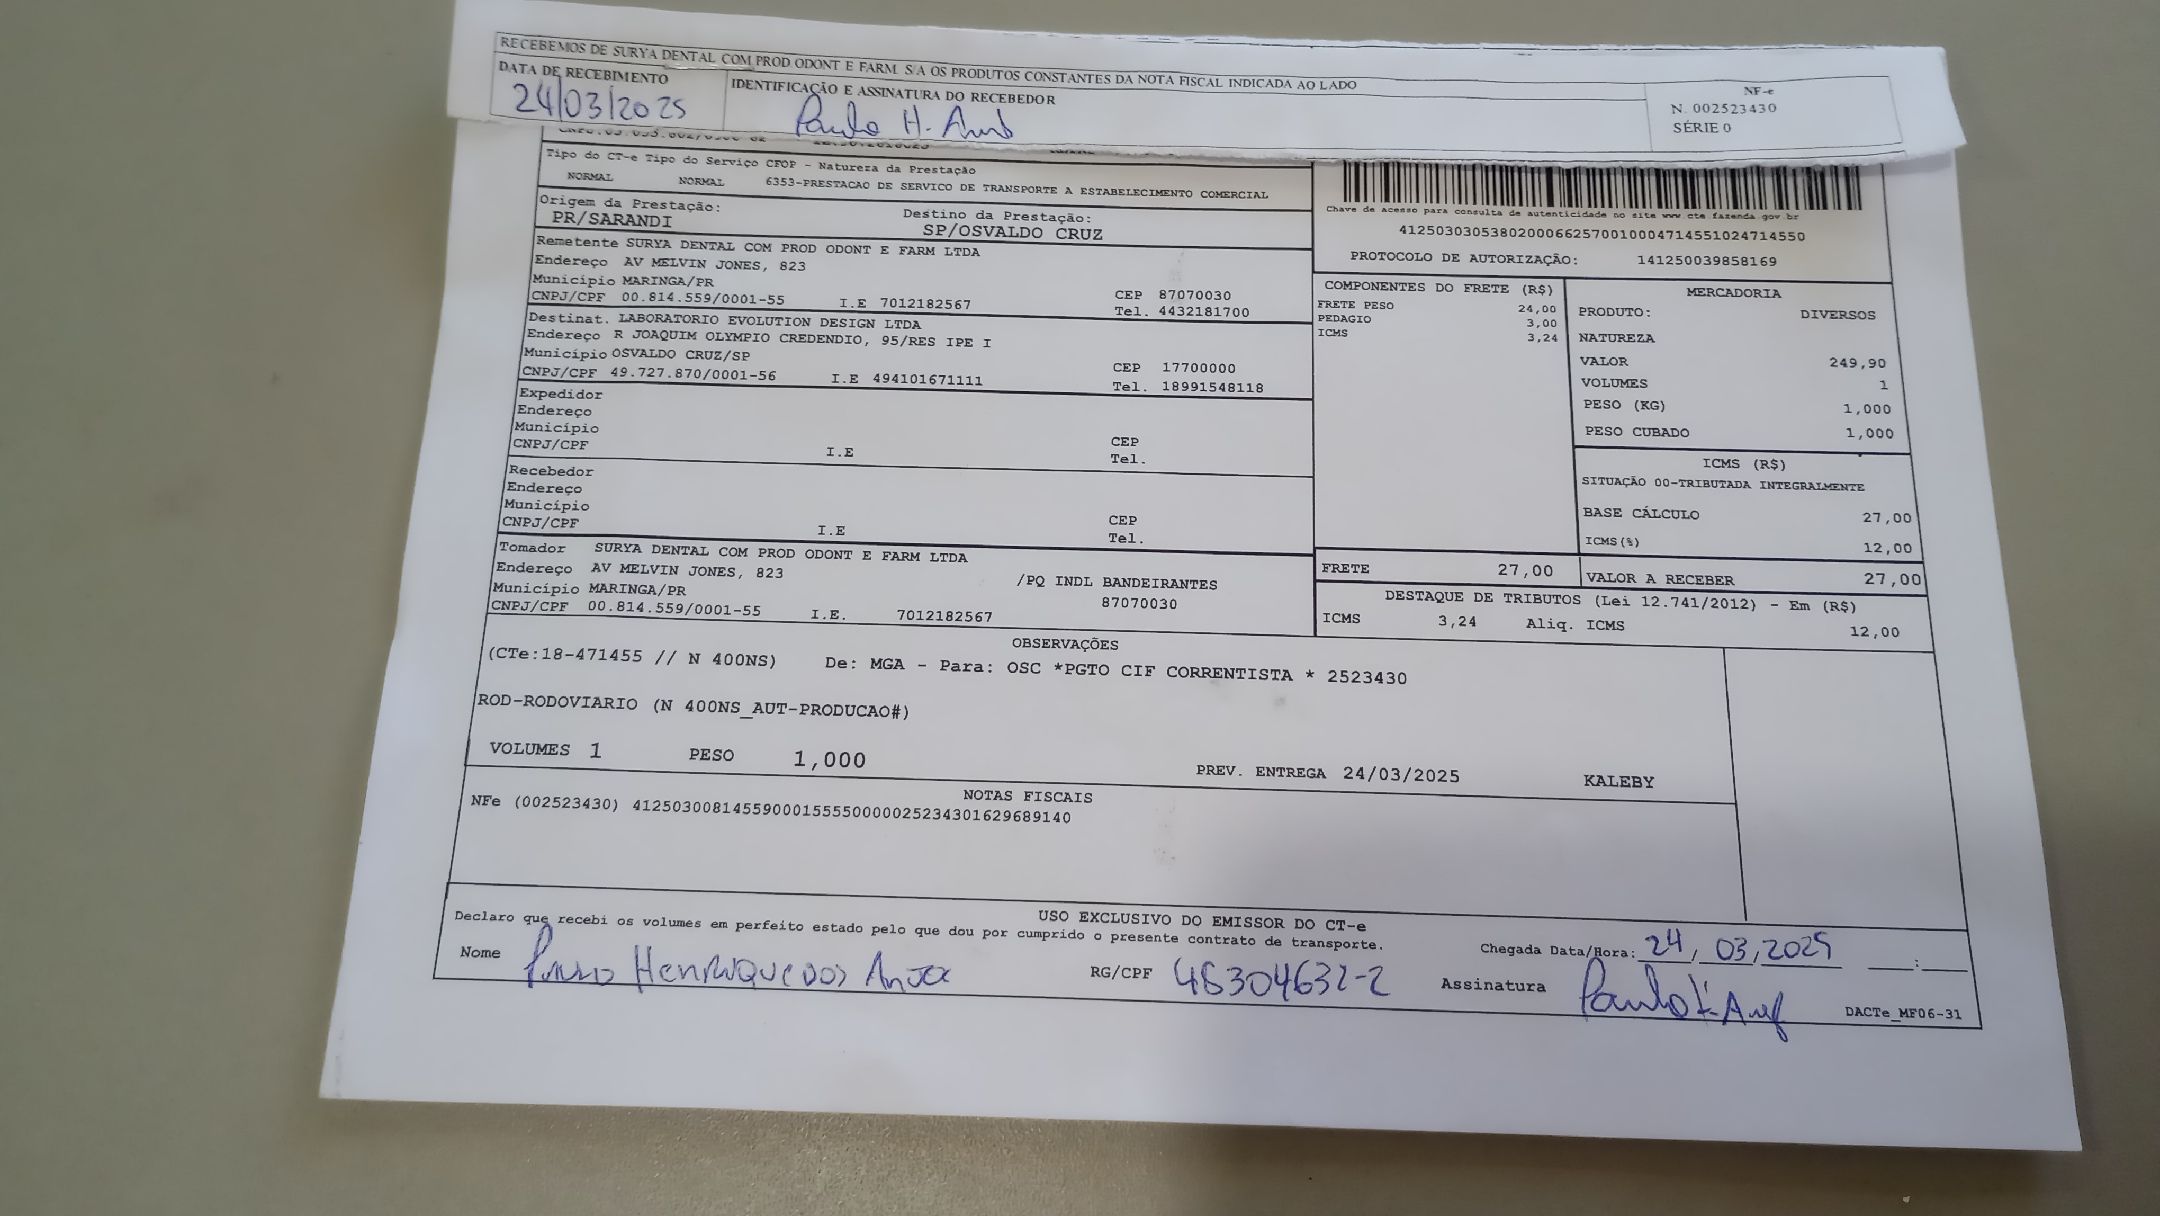 RECEBEMOS DE SURYA DENTAL COM PROD ODONT E FARM S/A OS PRODUTOS CONSTANTES DA NOTA FISCAL INDICADA AO LADO
DATA DE RECEBIMENTO IDENTIFICAÇÃO E ASSINATURA DO RECEBEDOR
24/03/2025 Paulo H.
NF-e
N. 002523430
SÉRIE 0
Tipo do CT-e Tipo do Serviço CFOP - Natureza da Prestação
NORMAL NORMAL 6353-PRESTACAO DE SERVICO DE TRANSPORTE A ESTABELECIMENTO COMERCIAL
Origem da Prestação: Destino da Prestação:
PR/SARANDI SP/OSVALDO CRUZ
Remetente SURYA DENTAL COM PROD ODONT E FARM LTDA
Endereço AV MELVIN JONES, 823
Município MARINGA/PR CEP 87070030
CNPJ/CPF 00.814.559/0001-55 I.E 7012182567 Tel. 4432181700
Destinat. LABORATORIO EVOLUTION DESIGN LTDA
Endereço R JOAQUIM OLYMPIO CREDENDIO, 95/RES IPE I
Município OSVALDO CRUZ/SP CEP 17700000
CNPJ/CPF 49.727.870/0001-56 I.E 494101671111 Tel. 18991548118
Expedidor
Endereço
Município CEP
CNPJ/CPF I.E Tel.
Recebedor
Endereço
Município CEP
CNPJ/CPF I.E Tel.
Tomador SURYA DENTAL COM PROD ODONT E FARM LTDA
Endereço AV MELVIN JONES, 823 /PQ INDL BANDEIRANTES
Município MARINGA/PR 87070030
CNPJ/CPF 00.814.559/0001-55 I.E. 7012182567
Chave de acesso para consulta de autenticidade no site www.cte fazenda.gov br
41250303053802000662570010004714551024714550
PROTOCOLO DE AUTORIZAÇÃO: 141250039858169
COMPONENTES DO FRETE (R$)
FRETE PESO 24,00
PEDAGIO 3,00
ICMS 3,24
MERCADORIA
PRODUTO: DIVERSOS
NATUREZA
VALOR 249,90
VOLUMES 1
PESO (KG) 1,000
PESO CUBADO 1,000
ICMS (R$)
SITUAÇÃO 00-TRIBUTADA INTEGRALMENTE
BASE CÁLCULO 27,00
ICMS(%) 12,00
FRETE 27,00 VALOR A RECEBER 27,00
DESTAQUE DE TRIBUTOS (Lei 12.741/2012) - Em (R$)
ICMS 3,24 Aliq. ICMS 12,00
OBSERVAÇÕES
(CTe:18-471455 // N 400NS) De: MGA - Para: OSC *PGTO CIF CORRENTISTA * 2523430
ROD-RODOVIARIO (N 400NS_AUT-PRODUCAO#)
VOLUMES 1 PESO 1,000 PREV. ENTREGA 24/03/2025 KALEBY
NOTAS FISCAIS
NFe (002523430) 41250300814559000155550000025234301629689140
USO EXCLUSIVO DO EMISSOR DO CT-e
Declaro que recebi os volumes em perfeito estado pelo que dou por cumprido o presente contrato de transporte.
Chegada Data/Hora: 24, 03, 2025 :
Nome Paulo Henrique dos RG/CPF 46304632-2 Assinatura Paulo H.
DACTe_MF06-31